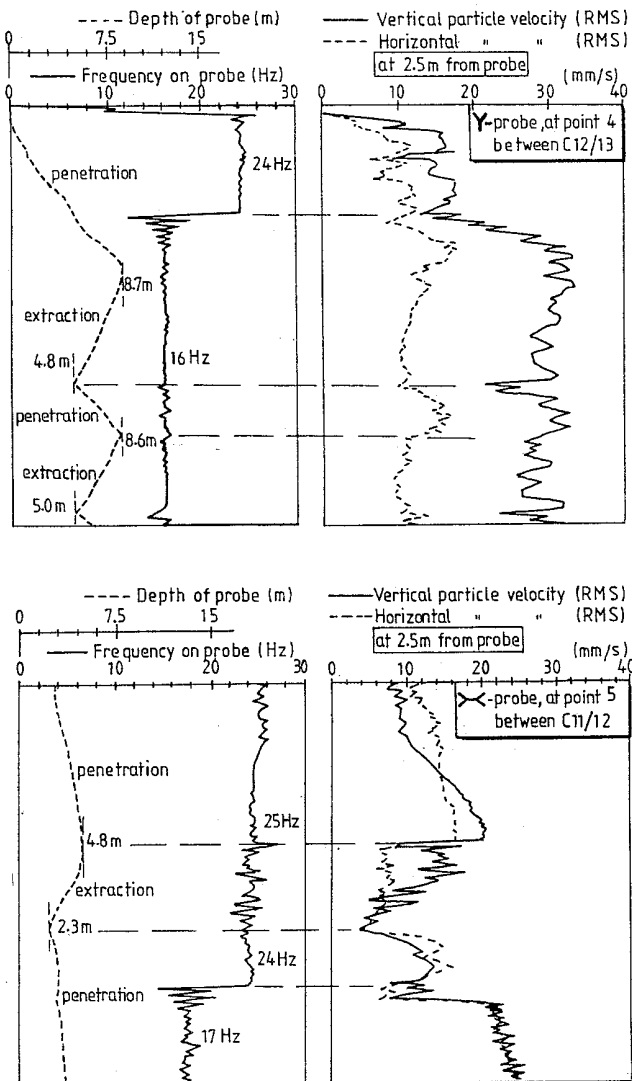 --- Depth of probe (m)
0 7.5 15
Frequency on probe (Hz)
0 10 20 30
penetration
24 Hz
8.7m
extraction
4.8 m
16 Hz
penetration
8.6m
extraction
5.0 m
Vertical particle velocity (RMS)
Horizontal " " (RMS)
at 2.5m from probe
(mm/s)
0 10 20 30 40
Y-probe, at point 4
between C12/13
--- Depth of probe (m)
0 7.5 15
Frequency on probe (Hz)
0 10 20 30
penetration
25Hz
4.8m
extraction
2.3m
24Hz
penetration
17 Hz
Vertical particle velocity (RMS)
Horizontal " " (RMS)
at 2.5m from probe
(mm/s)
0 10 20 30 40
-probe, at point 5
between C11/12